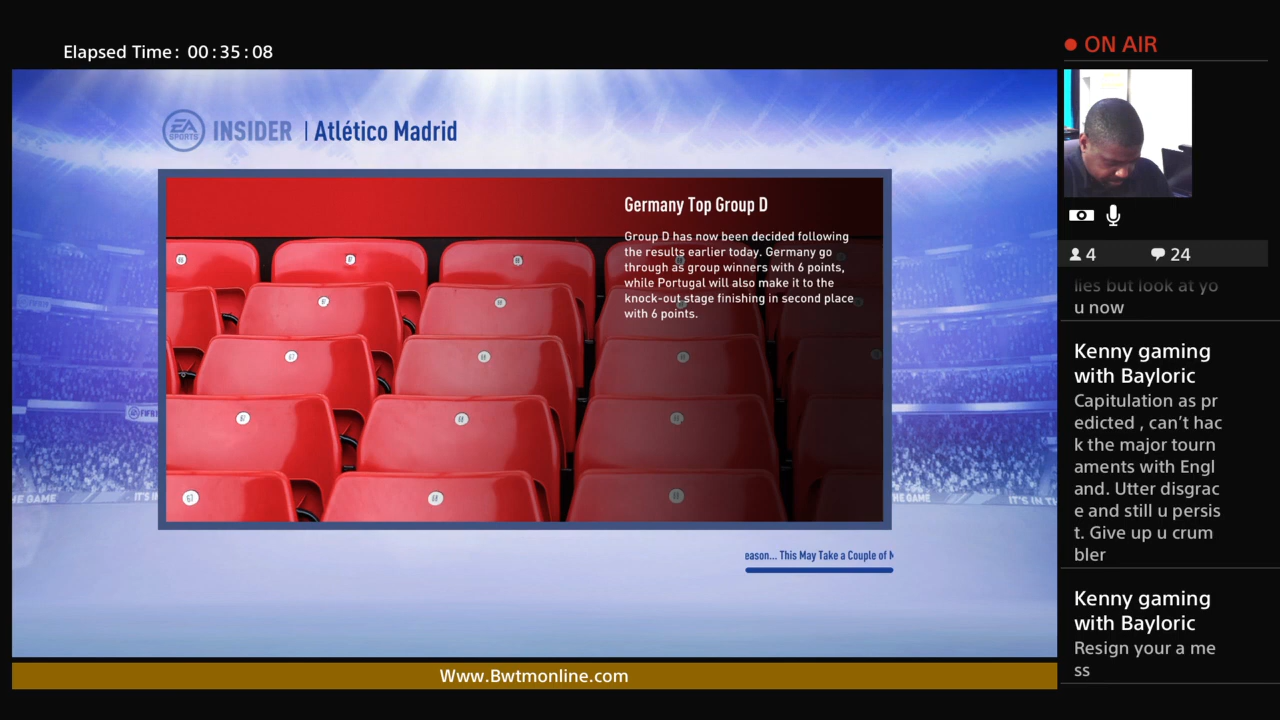 Elapsed Time: 00:35:08
ON AIR
EA SPORTS INSIDER | Atlético Madrid
Germany Top Group D
Group D has now been decided following
the results earlier today. Germany go
through as group winners with 6 points,
while Portugal will also make it to the
knock-out stage finishing in second place
with 6 points.
eason... This May Take a Couple of M
Www.Bwtmonline.com
4 24
lies but look at yo
u now
Kenny gaming
with Bayloric
Capitulation as pr
edicted , can't hac
k the major tourn
aments with Engl
and. Utter disgrac
e and still u persis
t. Give up u crum
bler
Kenny gaming
with Bayloric
Resign your a me
ss